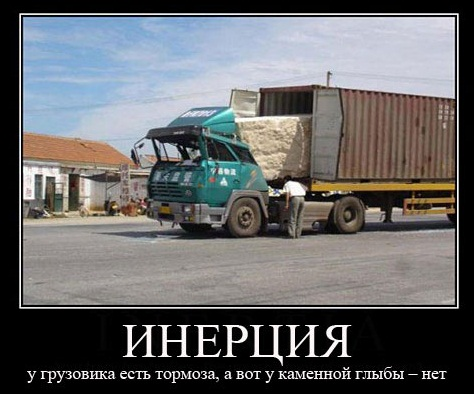 ИНЕРЦИЯ
у грузовика есть тормоза, а вот у каменной глыбы – нет